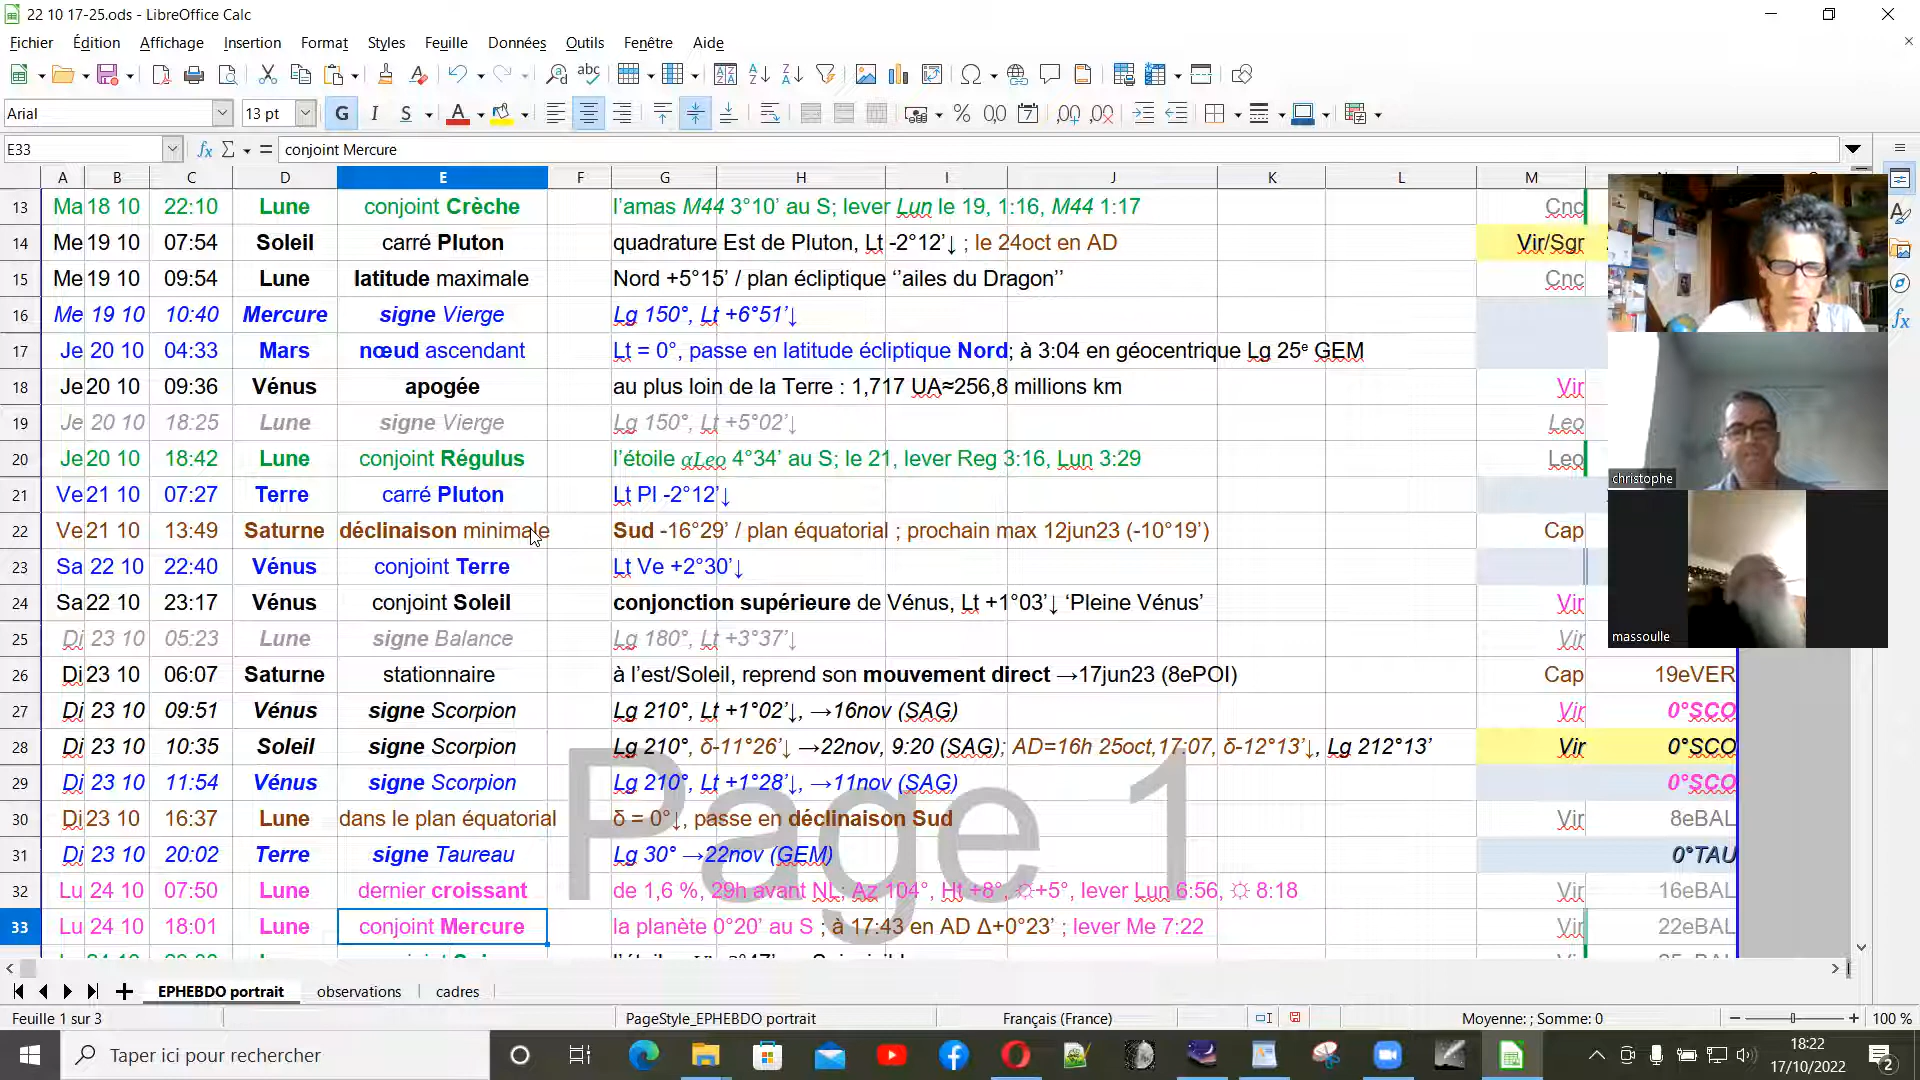 22 10 17-25.ods - LibreOffice Calc
Fichier Édition Affichage Insertion Format Styles Feuille Données Outils Fenêtre Aide
Arial 13 pt G I S
E33 conjoint Mercure
A B C D E F G H I J K L M
13 Ma 18 10 22:10 Lune conjoint Crèche l'amas M44 3°10' au S; lever Lun le 19, 1:16, M44 1:17 Cnc
14 Me 19 10 07:54 Soleil carré Pluton quadrature Est de Pluton, Lt -2°12'↓ ; le 24oct en AD Vir/Sgr
15 Me 19 10 09:54 Lune latitude maximale Nord +5°15' / plan écliptique ''ailes du Dragon'' Cnc
16 Me 19 10 10:40 Mercure signe Vierge Lg 150°, Lt +6°51'↓
17 Je 20 10 04:33 Mars nœud ascendant Lt = 0°, passe en latitude écliptique Nord; à 3:04 en géocentrique Lg 25e GEM
18 Je 20 10 09:36 Vénus apogée au plus loin de la Terre : 1,717 UA≈256,8 millions km Vir
19 Je 20 10 18:25 Lune signe Vierge Lg 150°, Lt +5°02'↓ Leo
20 Je 20 10 18:42 Lune conjoint Régulus l'étoile αLeo 4°34' au S; le 21, lever Reg 3:16, Lun 3:29 Leo
21 Ve 21 10 07:27 Terre carré Pluton Lt Pl -2°12'↓
22 Ve 21 10 13:49 Saturne déclinaison minimale Sud -16°29' / plan équatorial ; prochain max 12jun23 (-10°19') Cap
23 Sa 22 10 22:40 Vénus conjoint Terre Lt Ve +2°30'↓
24 Sa 22 10 23:17 Vénus conjoint Soleil conjonction supérieure de Vénus, Lt +1°03'↓ 'Pleine Vénus' Vir
25 Di 23 10 05:23 Lune signe Balance Lg 180°, Lt +3°37'↓ Vir
26 Di 23 10 06:07 Saturne stationnaire à l'est/Soleil, reprend son mouvement direct →17jun23 (8ePOI) Cap 19eVER
27 Di 23 10 09:51 Vénus signe Scorpion Lg 210°, Lt +1°02'↓, →16nov (SAG) Vir 0°SCO
28 Di 23 10 10:35 Soleil signe Scorpion Lg 210°, δ-11°26'↓ →22nov, 9:20 (SAG); AD=16h 25oct,17:07, δ-12°13'↓, Lg 212°13' Vir 0°SCO
29 Di 23 10 11:54 Vénus signe Scorpion Lg 210°, Lt +1°28'↓, →11nov (SAG) 0°SCO
30 Di 23 10 16:37 Lune dans le plan équatorial δ = 0°↓, passe en déclinaison Sud Vir 8eBAL
31 Di 23 10 20:02 Terre signe Taureau Lg 30° →22nov (GEM) 0°TAU
32 Lu 24 10 07:50 Lune dernier croissant de 1,6 %, 29h avant NL; Az 104°, Ht +8°, ☼+5°, lever Lun 6:56, ☼ 8:18 Vir 16eBAL
33 Lu 24 10 18:01 Lune conjoint Mercure la planète 0°20' au S ; à 17:43 en AD Δ+0°23' ; lever Me 7:22 Vir 22eBAL
Page 1
christophe
massoulle
EPHEBDO portrait observations cadres
Feuille 1 sur 3 PageStyle_EPHEBDO portrait Français (France) Moyenne: ; Somme: 0 100 %
Taper ici pour rechercher
18:22
17/10/2022
2